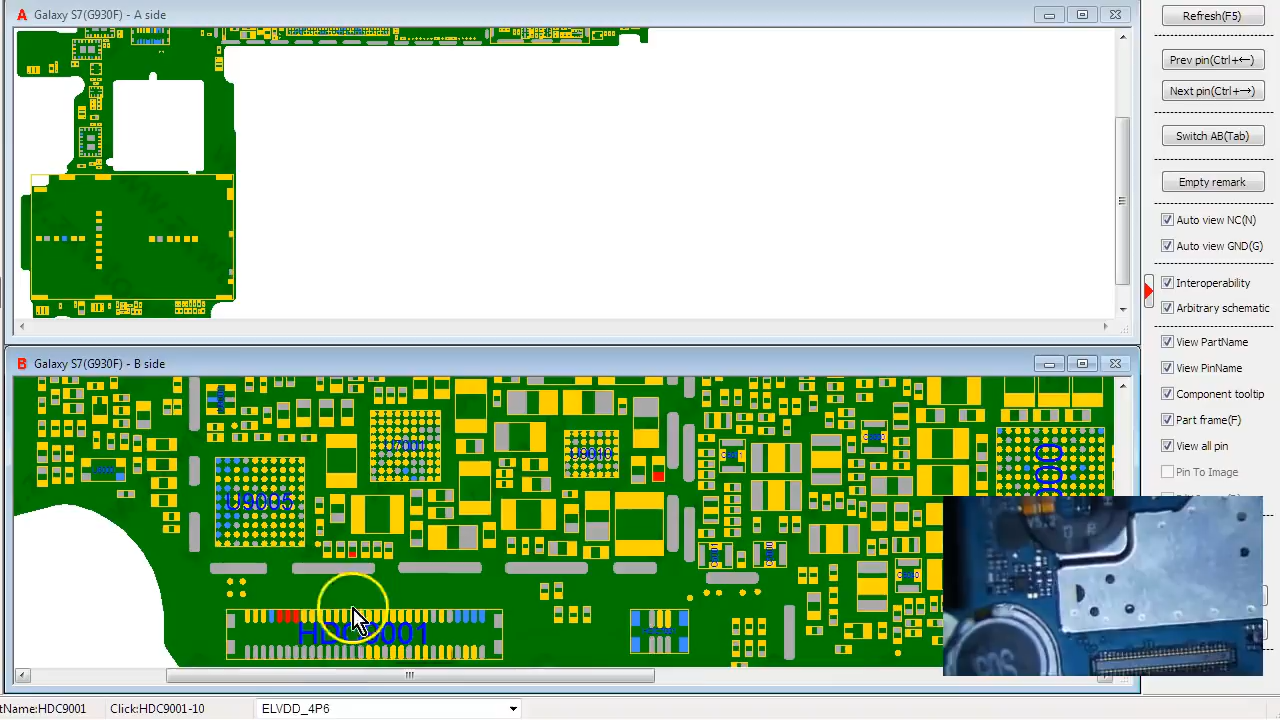 A Galaxy S7(G930F) - A side
Refresh(F5)
Prev pin(Ctrl+←)
Next pin(Ctrl+→)
Switch AB(Tab)
Empty remark
Auto view NC(N)
Auto view GND(G)
Interoperability
Arbitrary schematic
View PartName
View PinName
Component tooltip
Part frame(F)
View all pin
Pin To Image
B Galaxy S7(G930F) - B side
U9005
U9010
HDC9001
tName:HDC9001 Click:HDC9001-10 ELVDD_4P6